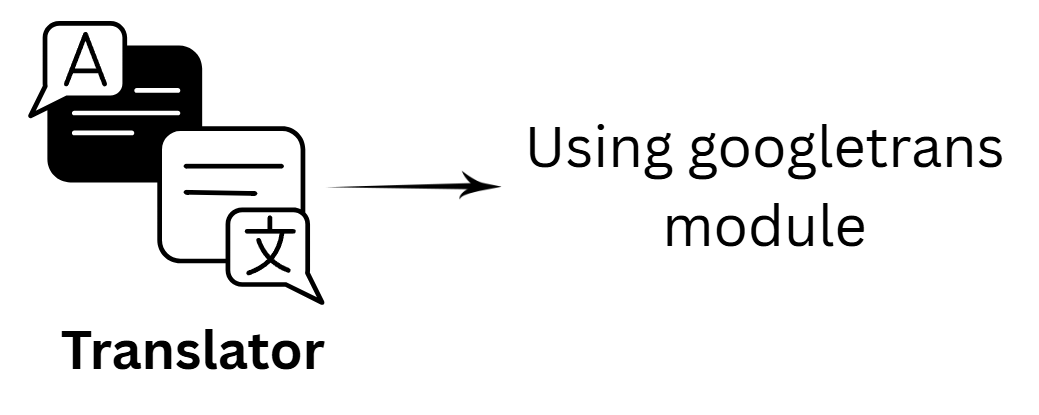 A
文
Translator
Using googletrans
module